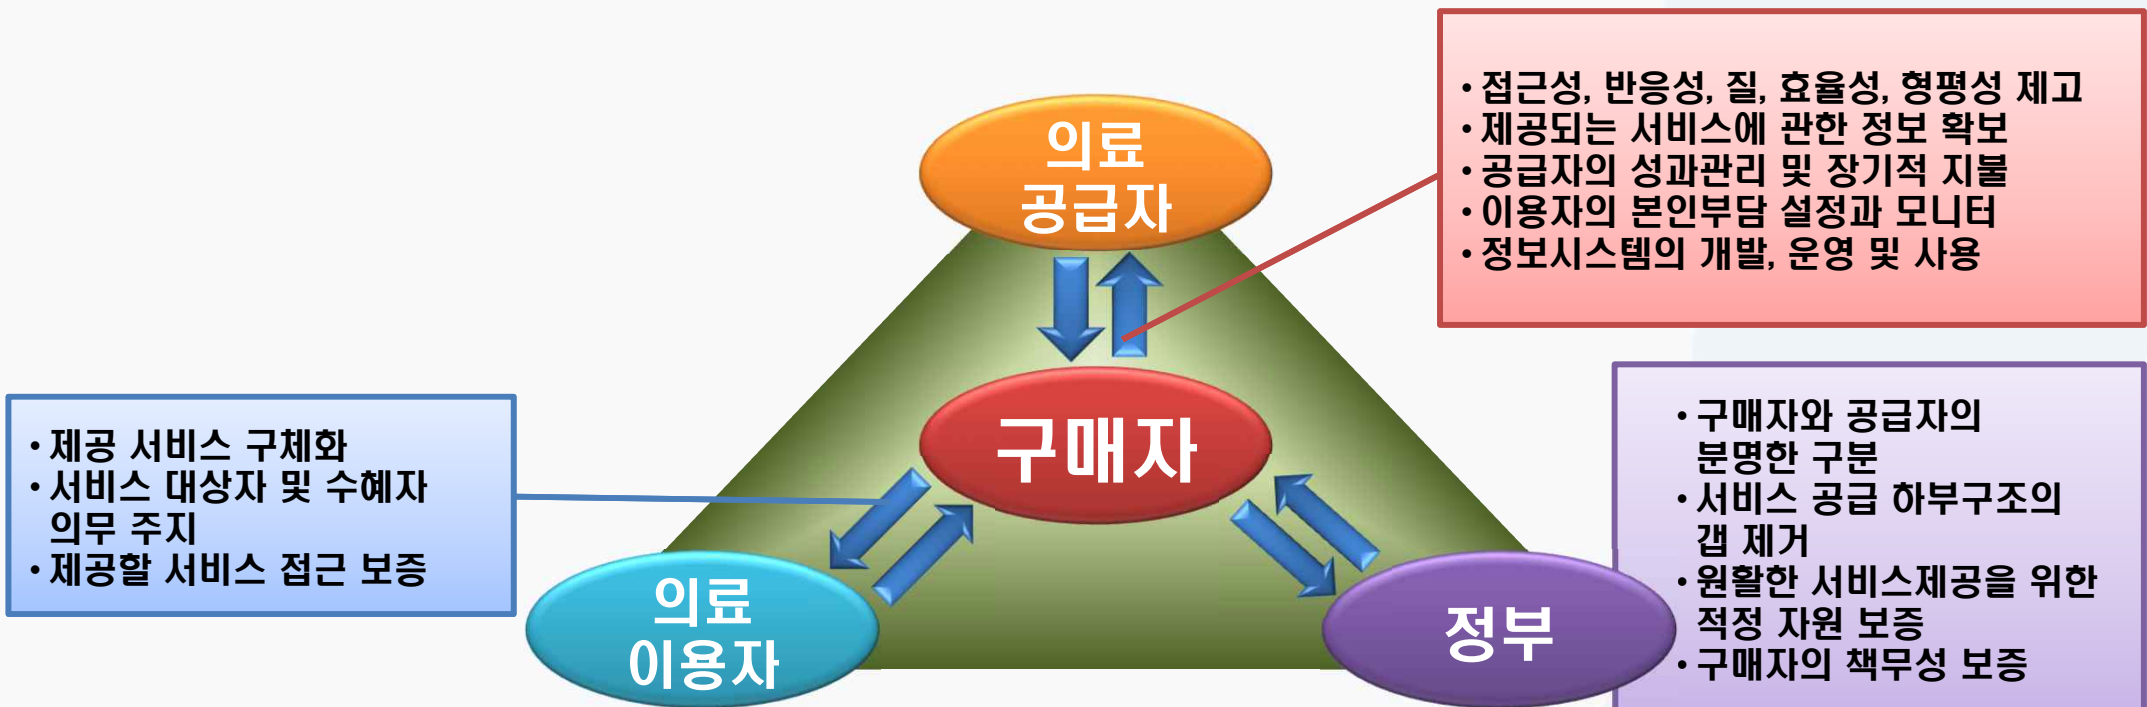 • 접근성, 반응성, 질, 효율성, 형평성 제고
• 제공되는 서비스에 관한 정보 확보
• 공급자의 성과관리 및 장기적 지불
• 이용자의 본인부담 설정과 모니터
• 정보시스템의 개발, 운영 및 사용
의료
공급자
구매자
• 제공 서비스 구체화
• 서비스 대상자 및 수혜자
의무 주지
• 제공할 서비스 접근 보증
• 구매자와 공급자의
분명한 구분
• 서비스 공급 하부구조의
갭 제거
• 원활한 서비스제공을 위한
적정 자원 보증
• 구매자의 책무성 보증
의료
이용자
정부